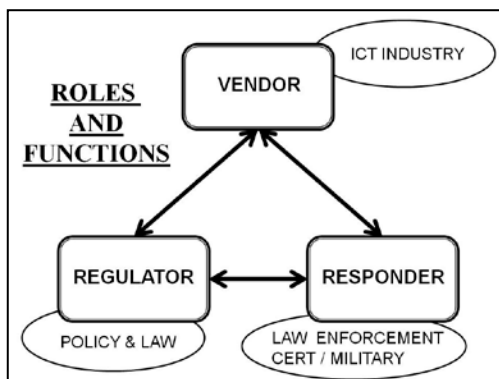 ICT INDUSTRY
VENDOR
ROLES
AND
FUNCTIONS
REGULATOR
RESPONDER
POLICY & LAW
LAW ENFORCEMENT
CERT / MILITARY